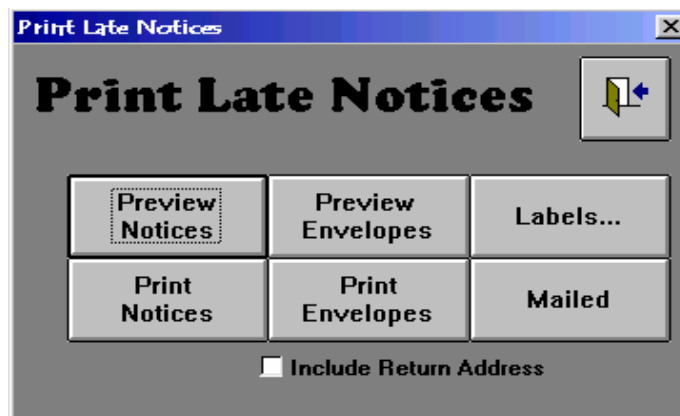 Print Late Notices
Print Late Notices
Preview
Notices
Preview
Envelopes
Labels...
Print
Notices
Print
Envelopes
Mailed
Include Return Address